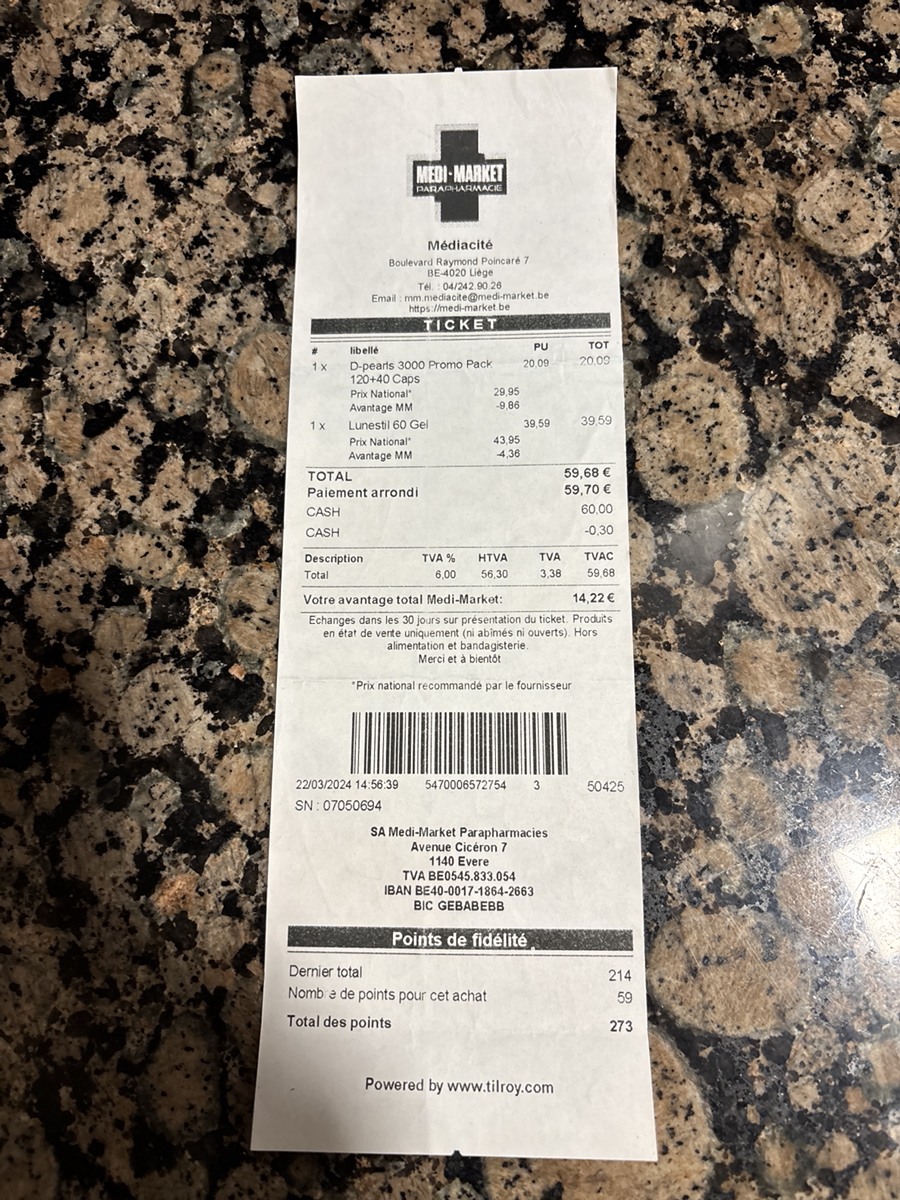 MEDI-MARKET
PARAPHARMACIE
Médiacité
Boulevard Raymond Poincaré 7
BE-4020 Liège
Tél. : 04/242.90.26
Email : mm.mediacite@medi-market.be
https://medi-market.be
TICKET
# libellé PU TOT
1 x D-pearls 3000 Promo Pack 20,09 20,09
120+40 Caps
Prix National* 29,95
Avantage MM -9,86
1 x Lunestil 60 Gel 39,59 39,59
Prix National* 43,95
Avantage MM -4,36
TOTAL 59,68 €
Paiement arrondi 59,70 €
CASH 60,00
CASH -0,30
Description TVA % HTVA TVA TVAC
Total 6,00 56,30 3,38 59,68
Votre avantage total Medi-Market: 14,22 €
Echanges dans les 30 jours sur présentation du ticket. Produits
en état de vente uniquement (ni abîmés ni ouverts). Hors
alimentation et bandagisterie.
Merci et à bientôt
*Prix national recommandé par le fournisseur
22/03/2024 14:56:39 5470006572754 3 50425
SN : 07050694
SA Medi-Market Parapharmacies
Avenue Cicéron 7
1140 Evere
TVA BE0545.833.054
IBAN BE40-0017-1864-2663
BIC GEBABEBB
Points de fidélité
Dernier total 214
Nomb e de points pour cet achat 59
Total des points 273
Powered by www.tilroy.com